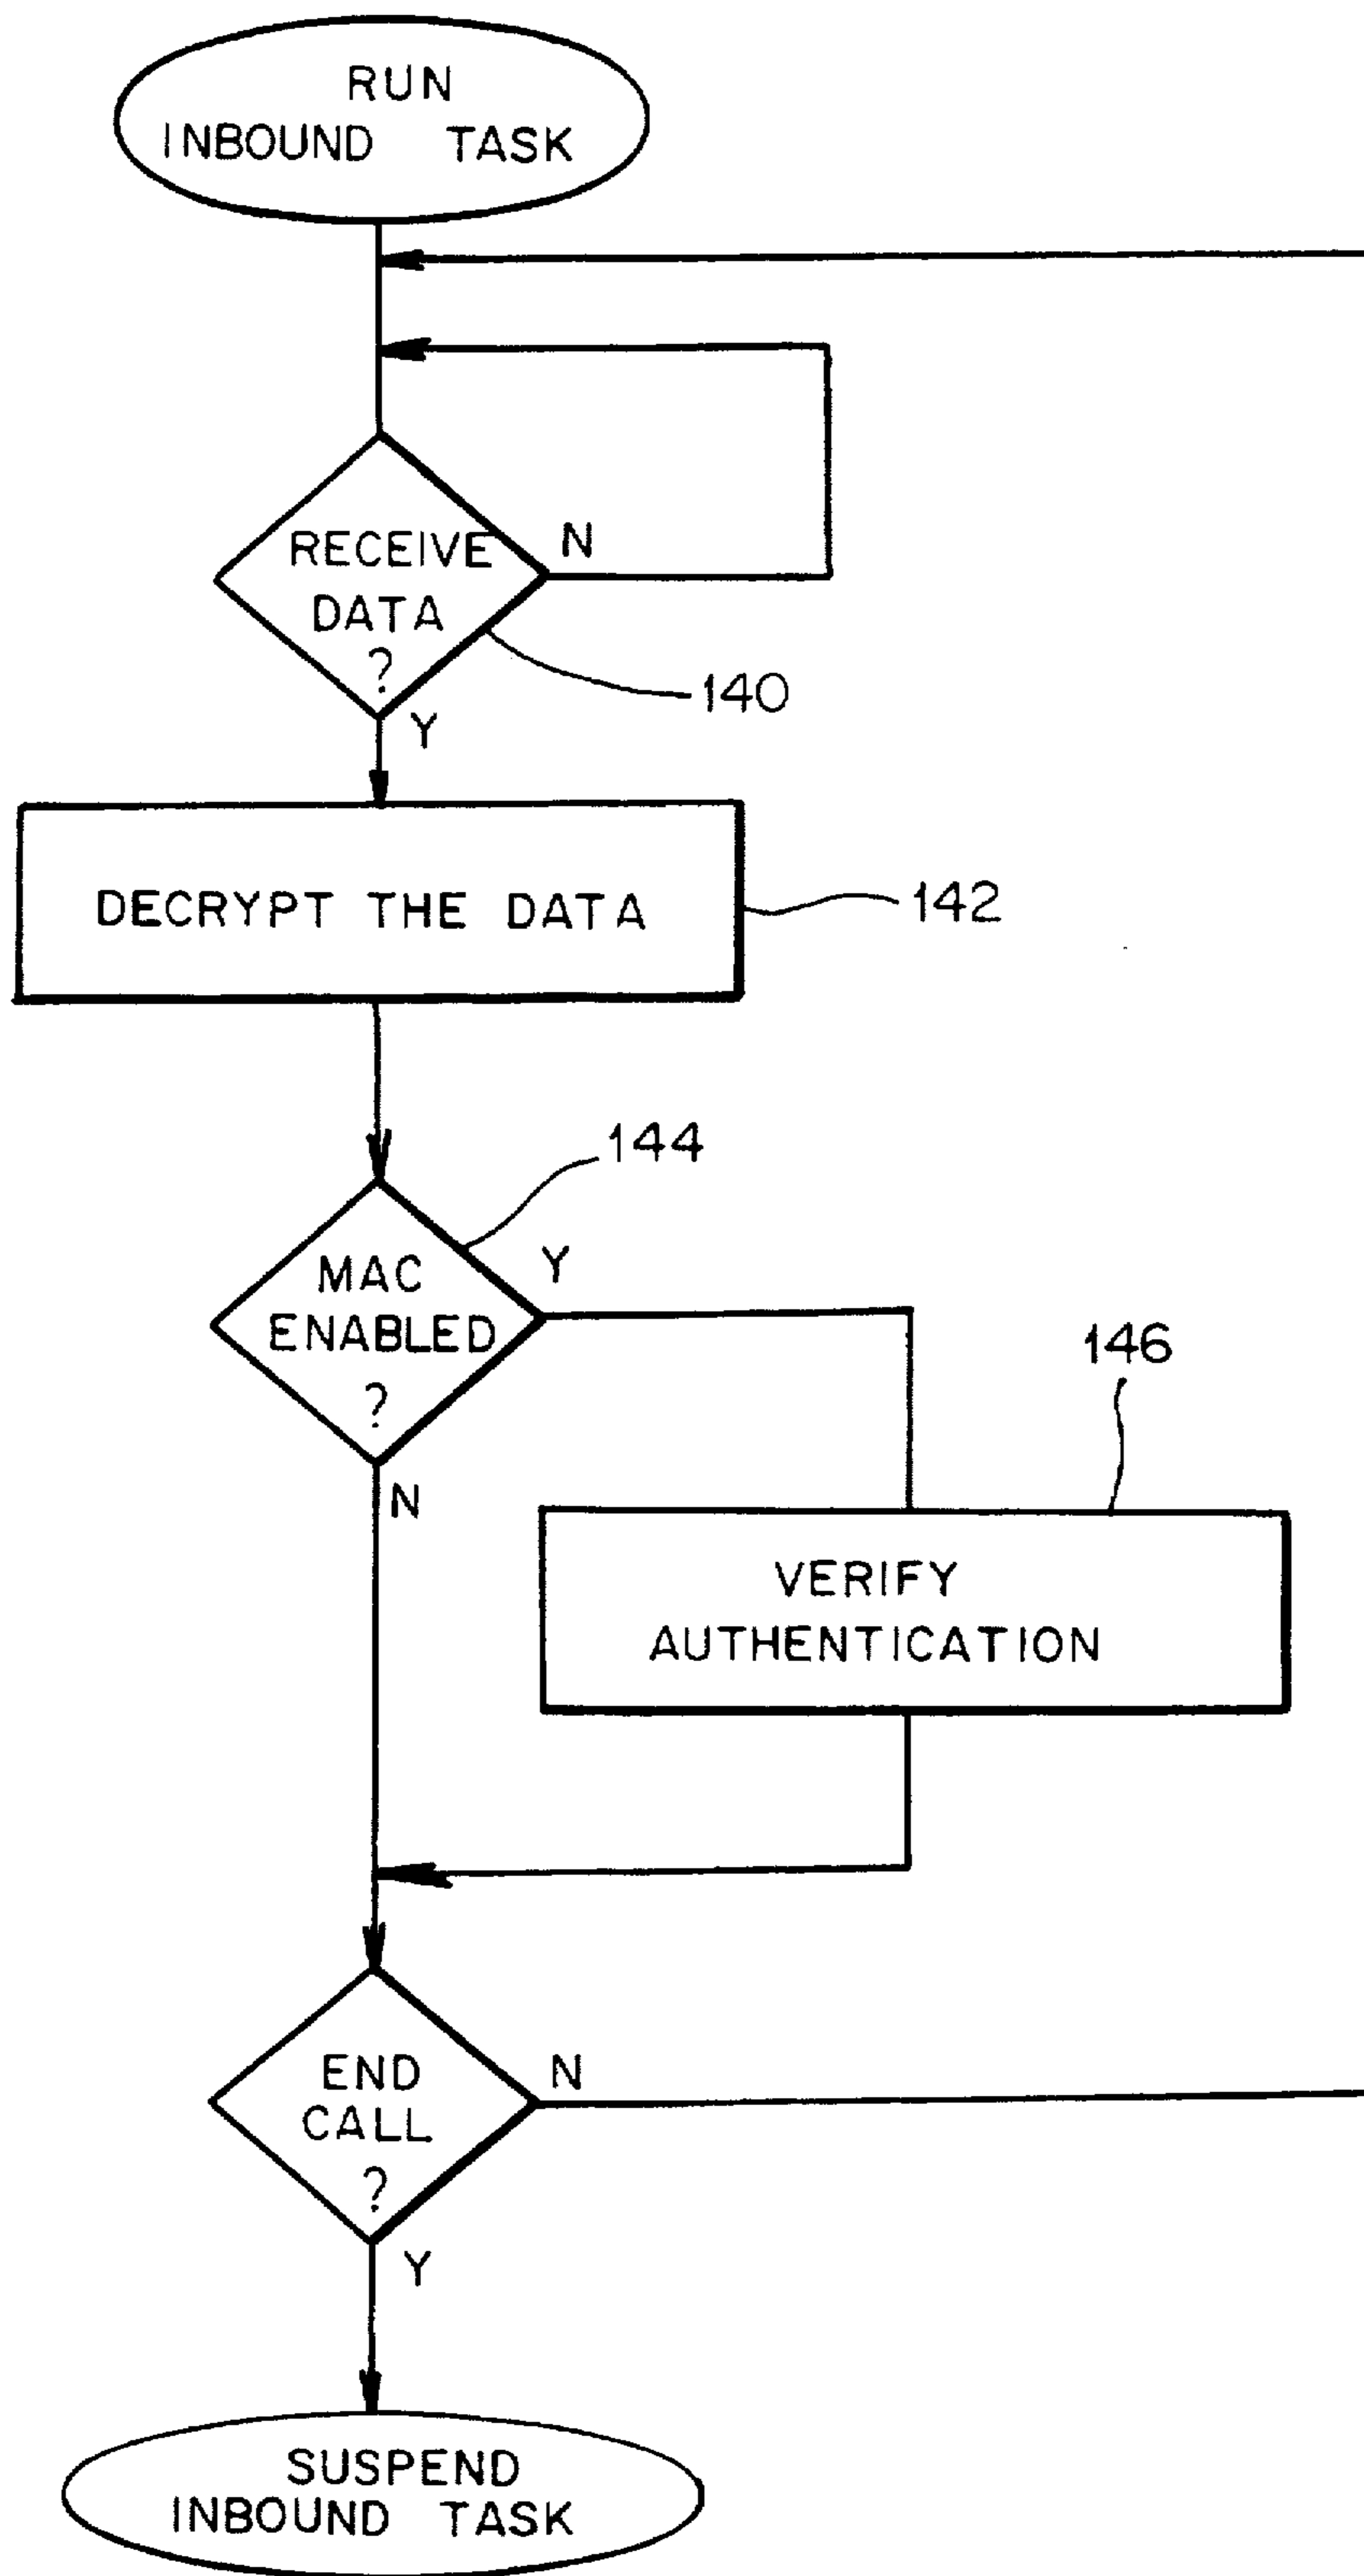 RUN
INBOUND TASK
RECEIVE
DATA
?
N
140
Y
DECRYPT THE DATA
142
144
MAC
ENABLED
?
Y
N
146
VERIFY
AUTHENTICATION
END
CALL
?
N
Y
SUSPEND
INBOUND TASK